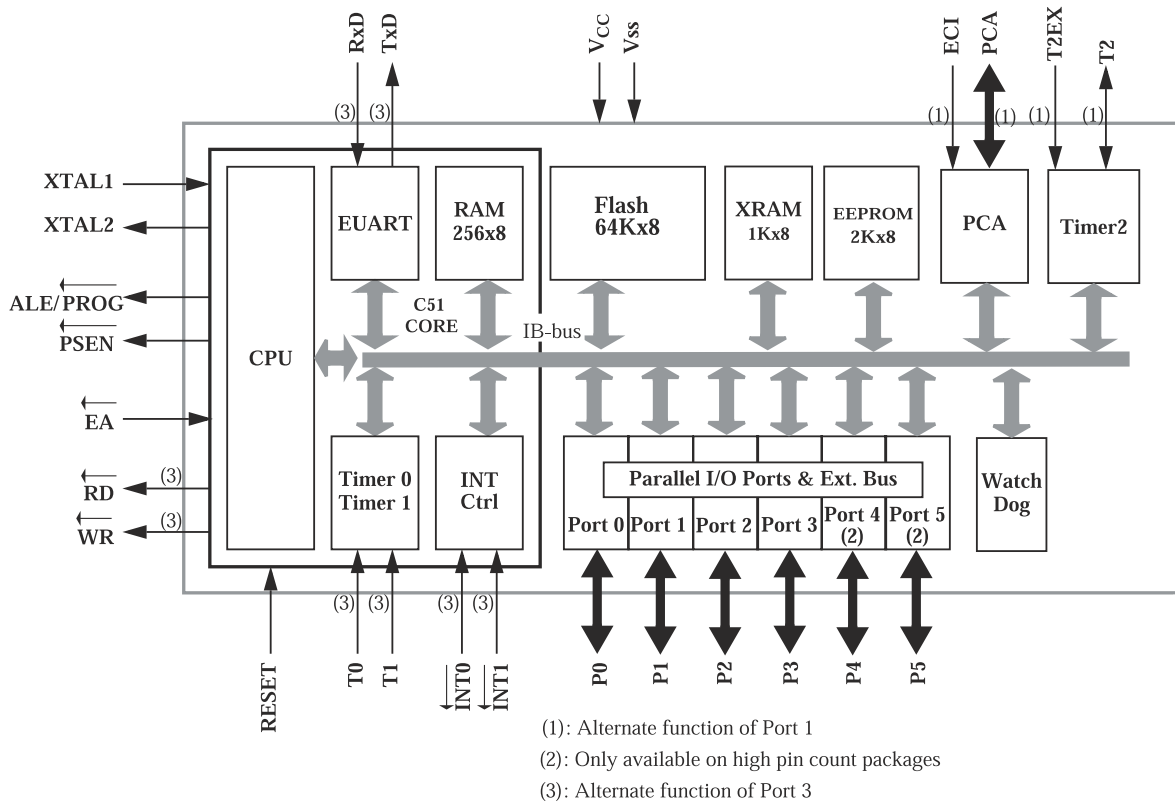 RxD
TxD
VCC
Vss
ECI
PCA
T2EX
T2
(3)
(3)
(1)
(1)
(1)
(1)
XTAL1
XTAL2
ALE/PROG
PSEN
EA
RD
(3)
WR
(3)
CPU
EUART
RAM
256x8
C51
CORE
IB-bus
Flash
64Kx8
XRAM
1Kx8
EEPROM
2Kx8
PCA
Timer2
Timer 0
Timer 1
INT
Ctrl
Parallel I/O Ports & Ext. Bus
Port 0
Port 1
Port 2
Port 3
Port 4
(2)
Port 5
(2)
Watch
Dog
(3)
(3)
(3)
(3)
RESET
T0
T1
INT0
INT1
P0
P1
P2
P3
P4
P5
(1): Alternate function of Port 1
(2): Only available on high pin count packages
(3): Alternate function of Port 3